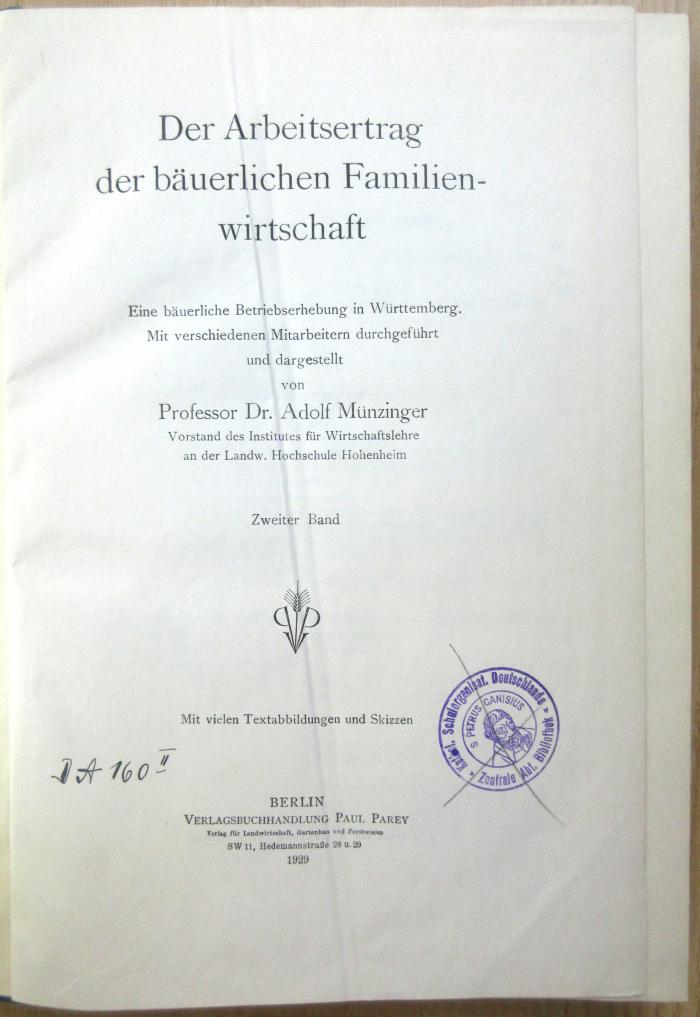 Der Arbeitsertrag
der bäuerlichen Familien-
wirtschaft
Eine bäuerliche Betriebserhebung in Württemberg.
Mit verschiedenen Mitarbeitern durchgeführt
und dargestellt
von
Professor Dr. Adolf Münzinger
Vorstand des Institutes für Wirtschaftslehre
an der Landw. Hochschule Hohenheim
Zweiter Band
Mit vielen Textabbildungen und Skizzen
Kathol. Schulorganisat. Deutschlands
S PETRUS CANISIUS
Zentrale Abt. Bibliothek
DA 160 II
BERLIN
VERLAGSBUCHHANDLUNG PAUL PAREY
Verlag für Landwirtschaft, Gartenbau und Forstwesen
SW 11, Hedemannstraße 28 u. 29
1929